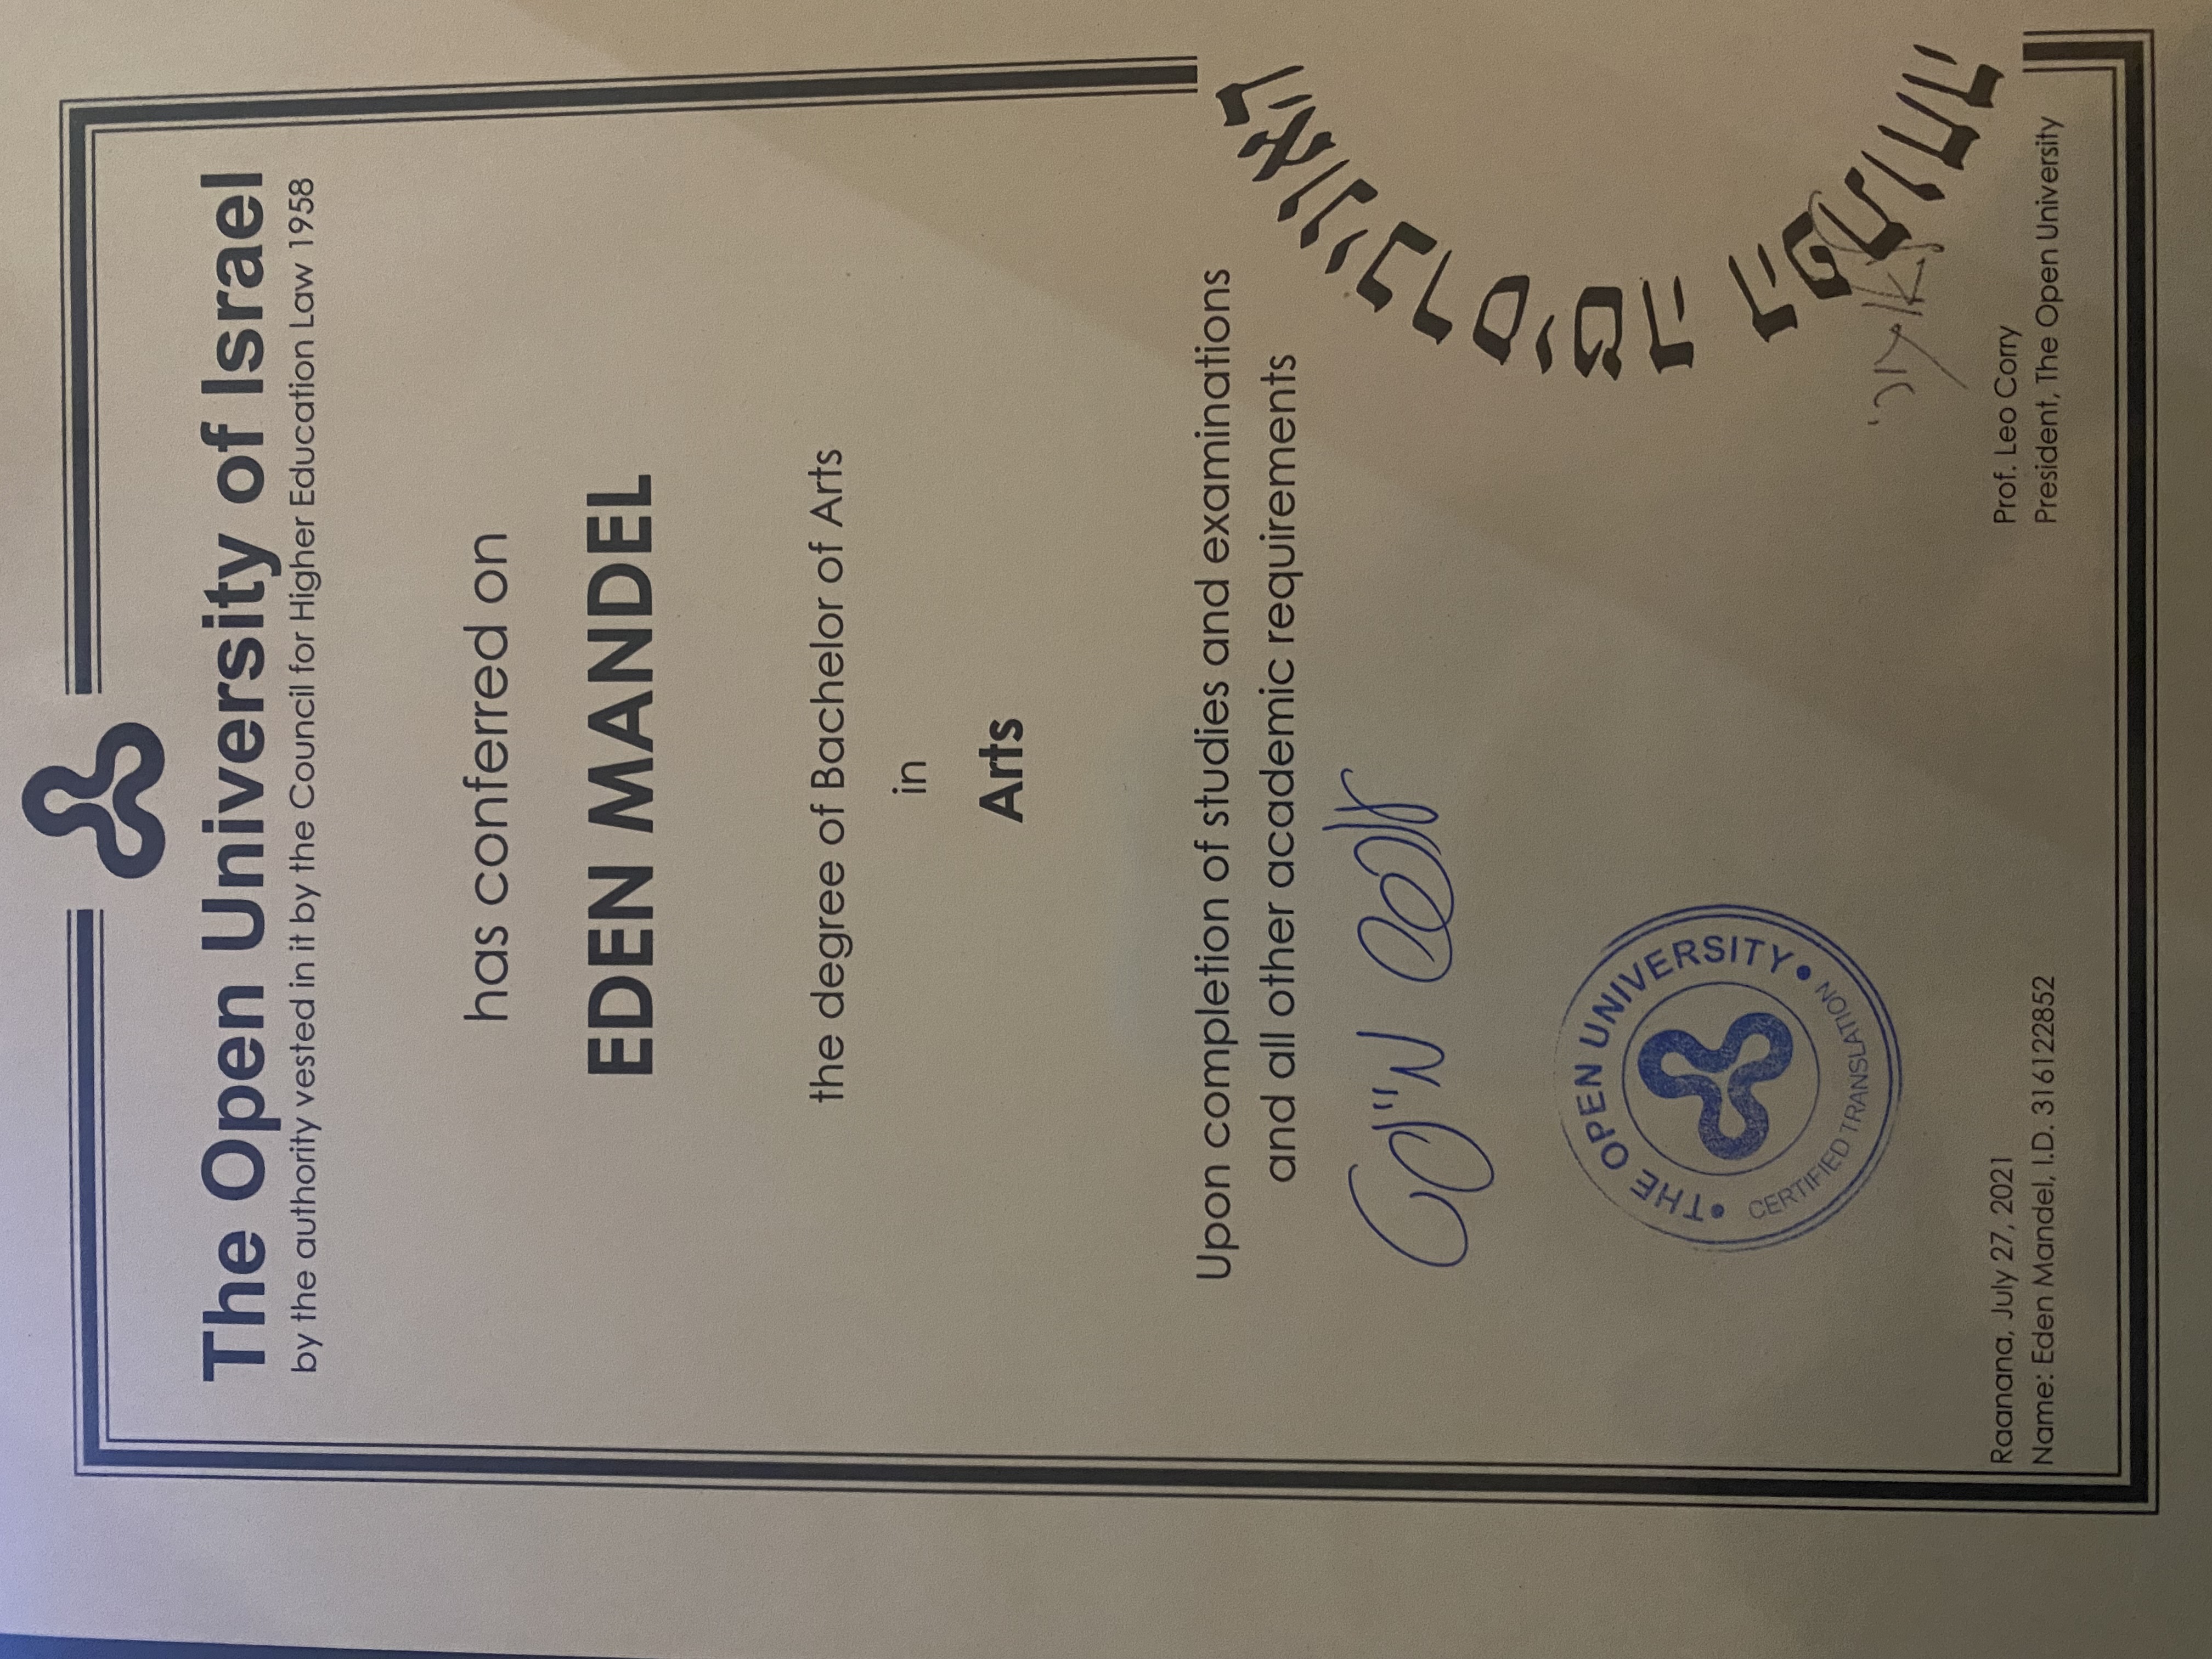 The Open University of Israel
by the authority vested in it by the Council for Higher Education Law 1958
has conferred on
EDEN MANDEL
the degree of Bachelor of Arts
in
Arts
Upon completion of studies and examinations
and all other academic requirements
האוניברסיטה הפתוחה
• THE OPEN UNIVERSITY •
CERTIFIED TRANSLATION
Raanana, July 27, 2021
Name: Eden Mandel, I.D. 316122852
Prof. Leo Corry
President, The Open University